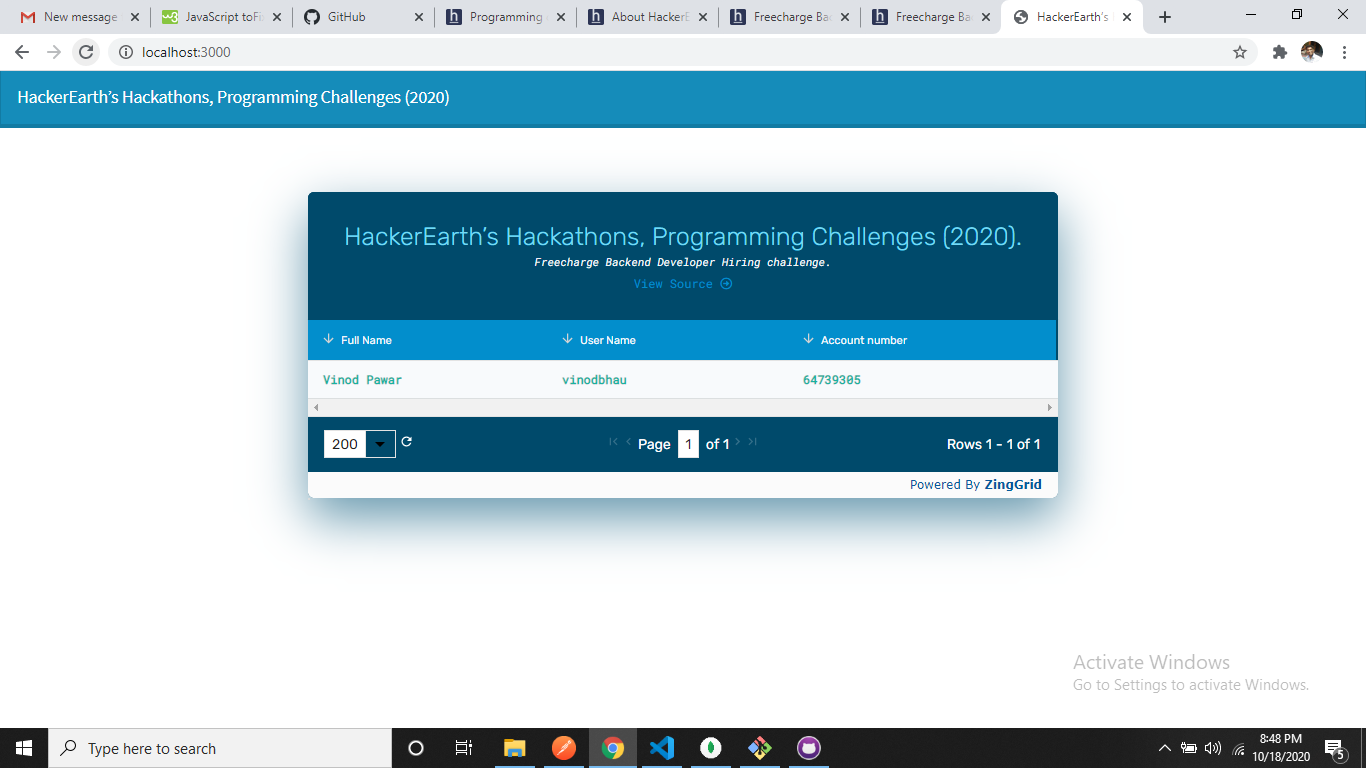 New message
JavaScript toFi
GitHub
Programming
About HackerE
Freecharge Ba
Freecharge Ba
HackerEarth’s
localhost:3000
HackerEarth’s Hackathons, Programming Challenges (2020)
HackerEarth’s Hackathons, Programming Challenges (2020).
Freecharge Backend Developer Hiring challenge.
View Source
Full Name User Name Account number
Vinod Pawar vinodbhau 64739305
200 Page 1 of 1 Rows 1 - 1 of 1
Powered By ZingGrid
Activate Windows
Go to Settings to activate Windows.
Type here to search
8:48 PM
10/18/2020
5